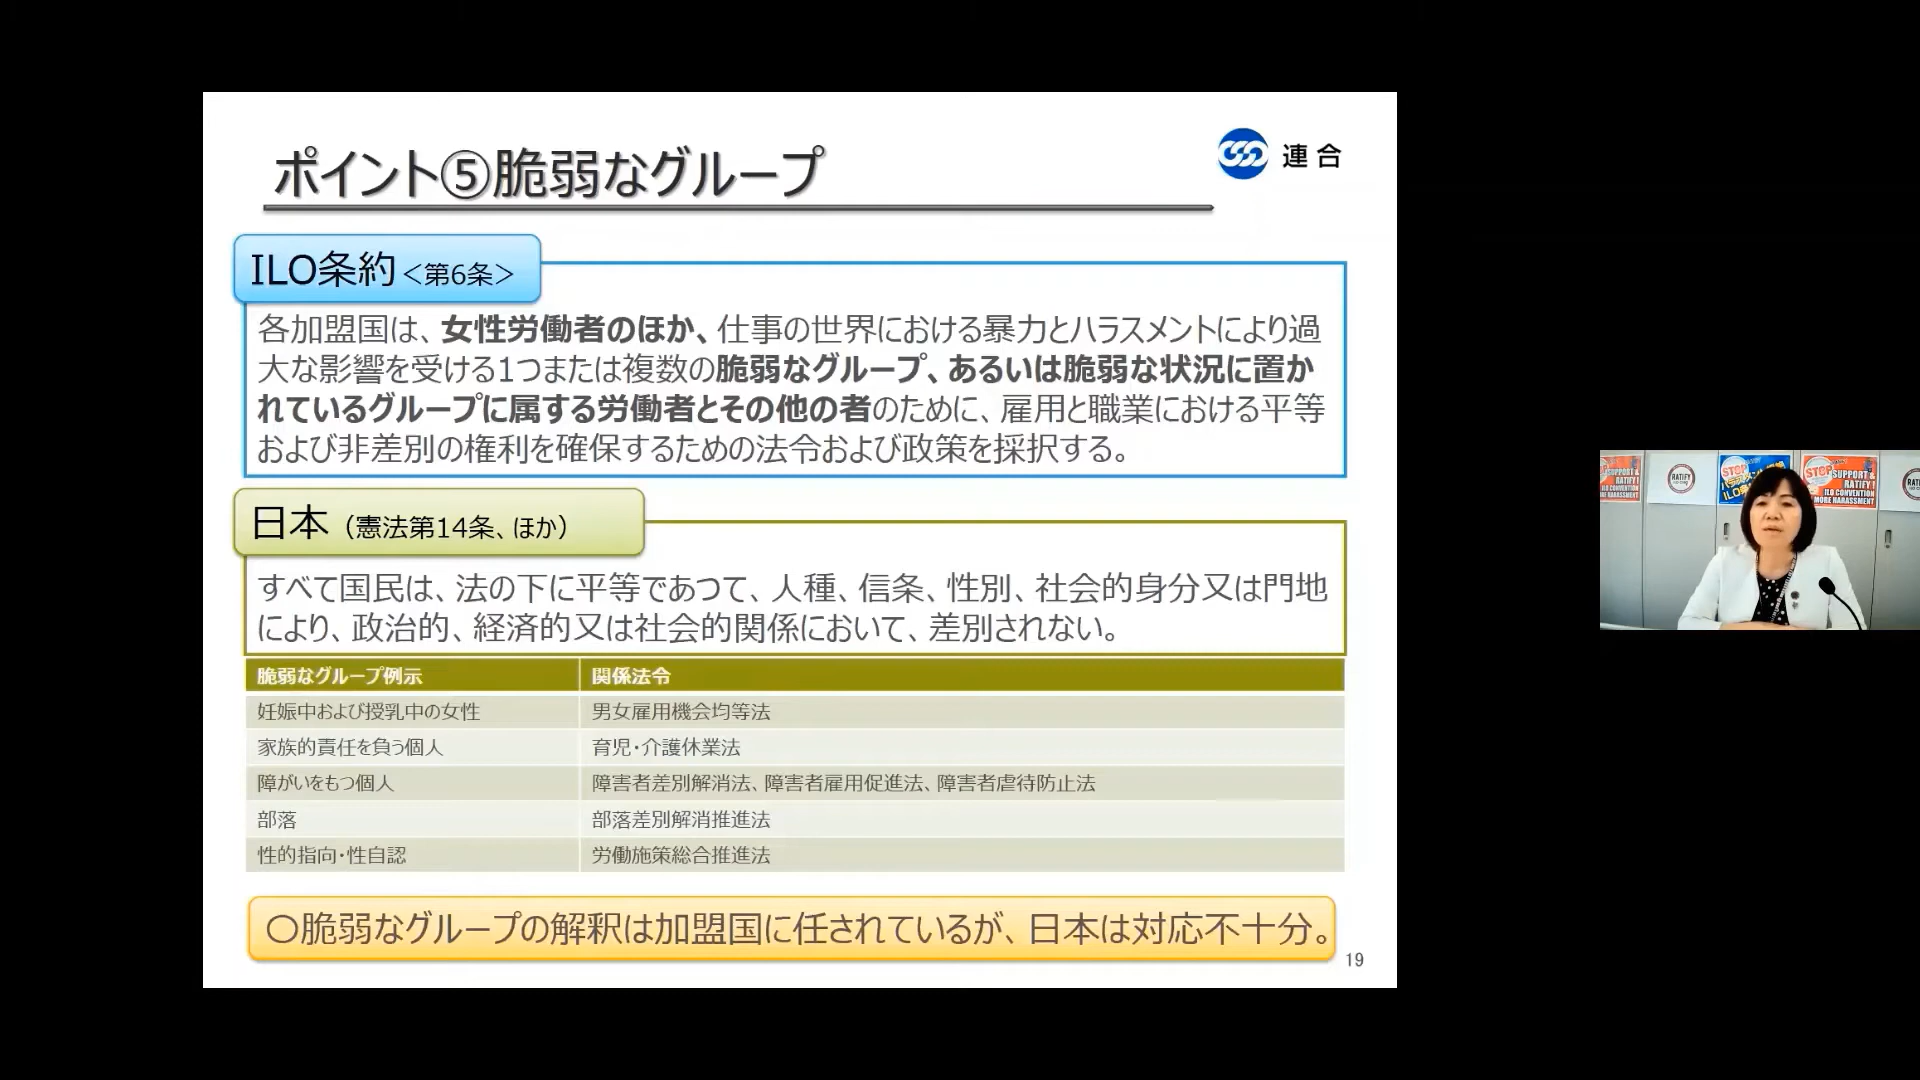 ポイント⑤脆弱なグループ
連合
ILO条約＜第6条＞
各加盟国は、女性労働者のほか、仕事の世界における暴力とハラスメントにより過
大な影響を受ける1つまたは複数の脆弱なグループ、あるいは脆弱な状況に置か
れているグループに属する労働者とその他の者のために、雇用と職業における平等
および非差別の権利を確保するための法令および政策を採択する。
日本（憲法第14条、ほか）
すべて国民は、法の下に平等であつて、人種、信条、性別、社会的身分又は門地
により、政治的、経済的又は社会的関係において、差別されない。
脆弱なグループ例示 関係法令
妊娠中および授乳中の女性 男女雇用機会均等法
家族的責任を負う個人 育児・介護休業法
障がいをもつ個人 障害者差別解消法、障害者雇用促進法、障害者虐待防止法
部落 部落差別解消推進法
性的指向・性自認 労働施策総合推進法
〇脆弱なグループの解釈は加盟国に任されているが、日本は対応不十分。
19
RATIFY
STOP
STOP
SUPPORT &
RATIFY!
ILO CONVENTION
MORE HARASSMENT